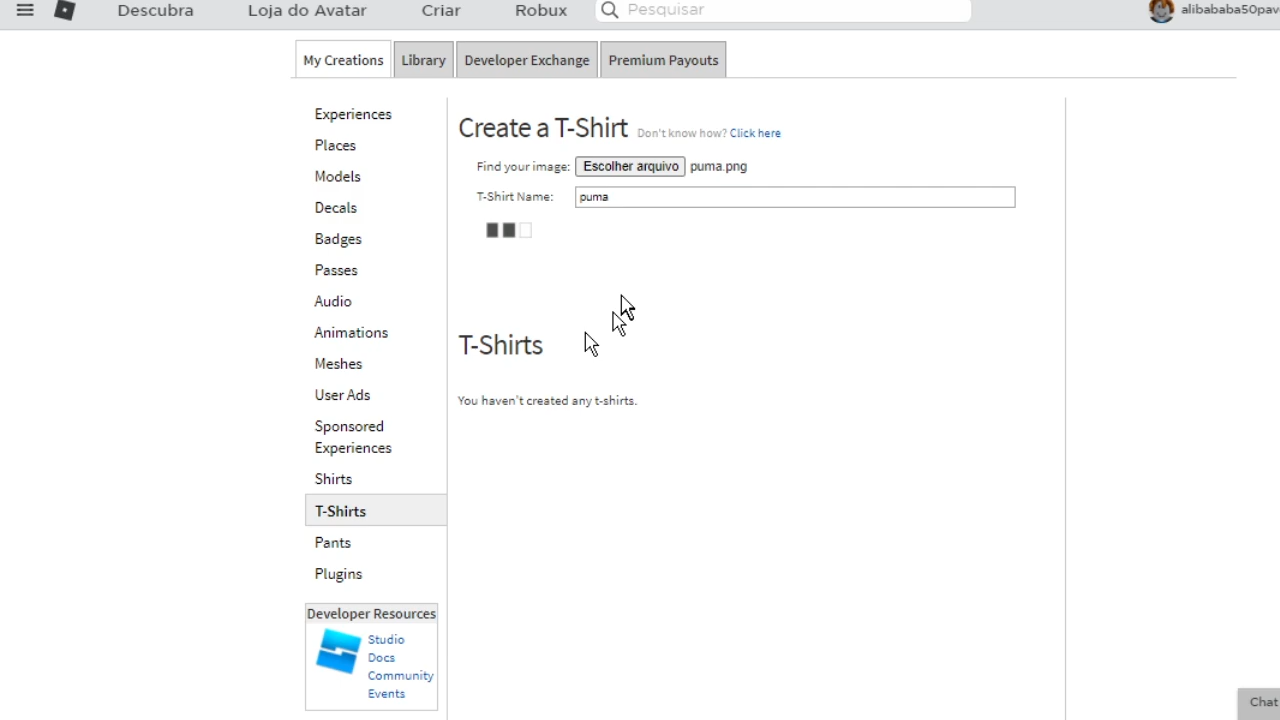 Descubra Loja do Avatar Criar Robux Pesquisar
My Creations Library Developer Exchange Premium Payouts
Experiences
Places
Models
Decals
Badges
Passes
Audio
Animations
Meshes
User Ads
Sponsored
Experiences
Shirts
T-Shirts
Pants
Plugins
Developer Resources
Studio
Docs
Community
Events
Create a T-Shirt Don't know how? Click here
Find your image: Escolher arquivo puma.png
T-Shirt Name: puma
T-Shirts
You haven't created any t-shirts.
Chat